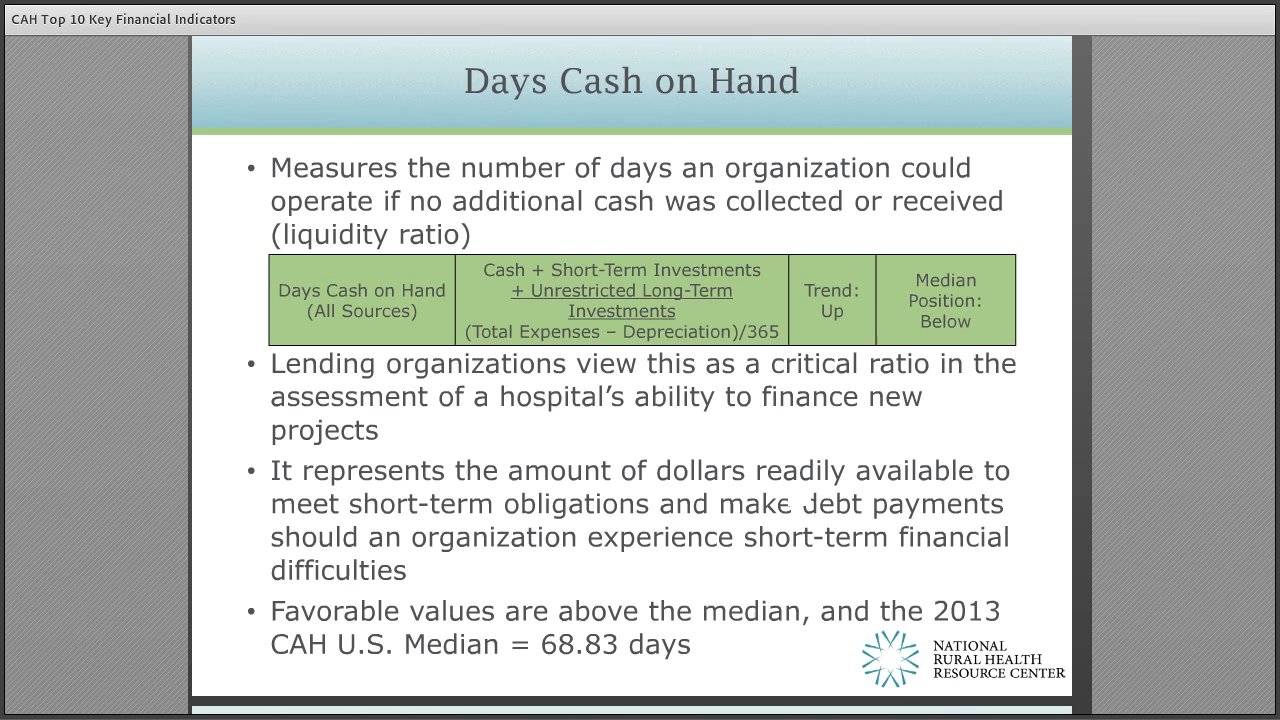 CAH Top 10 Key Financial Indicators
Days Cash on Hand
• Measures the number of days an organization could
operate if no additional cash was collected or received
(liquidity ratio)
Days Cash on Hand
(All Sources)
Cash + Short-Term Investments
+ Unrestricted Long-Term
Investments
(Total Expenses – Depreciation)/365
Trend:
Up
Median
Position:
Below
• Lending organizations view this as a critical ratio in the
assessment of a hospital’s ability to finance new
projects
• It represents the amount of dollars readily available to
meet short-term obligations and make debt payments
should an organization experience short-term financial
difficulties
• Favorable values are above the median, and the 2013
CAH U.S. Median = 68.83 days
NATIONAL
RURAL HEALTH
RESOURCE CENTER